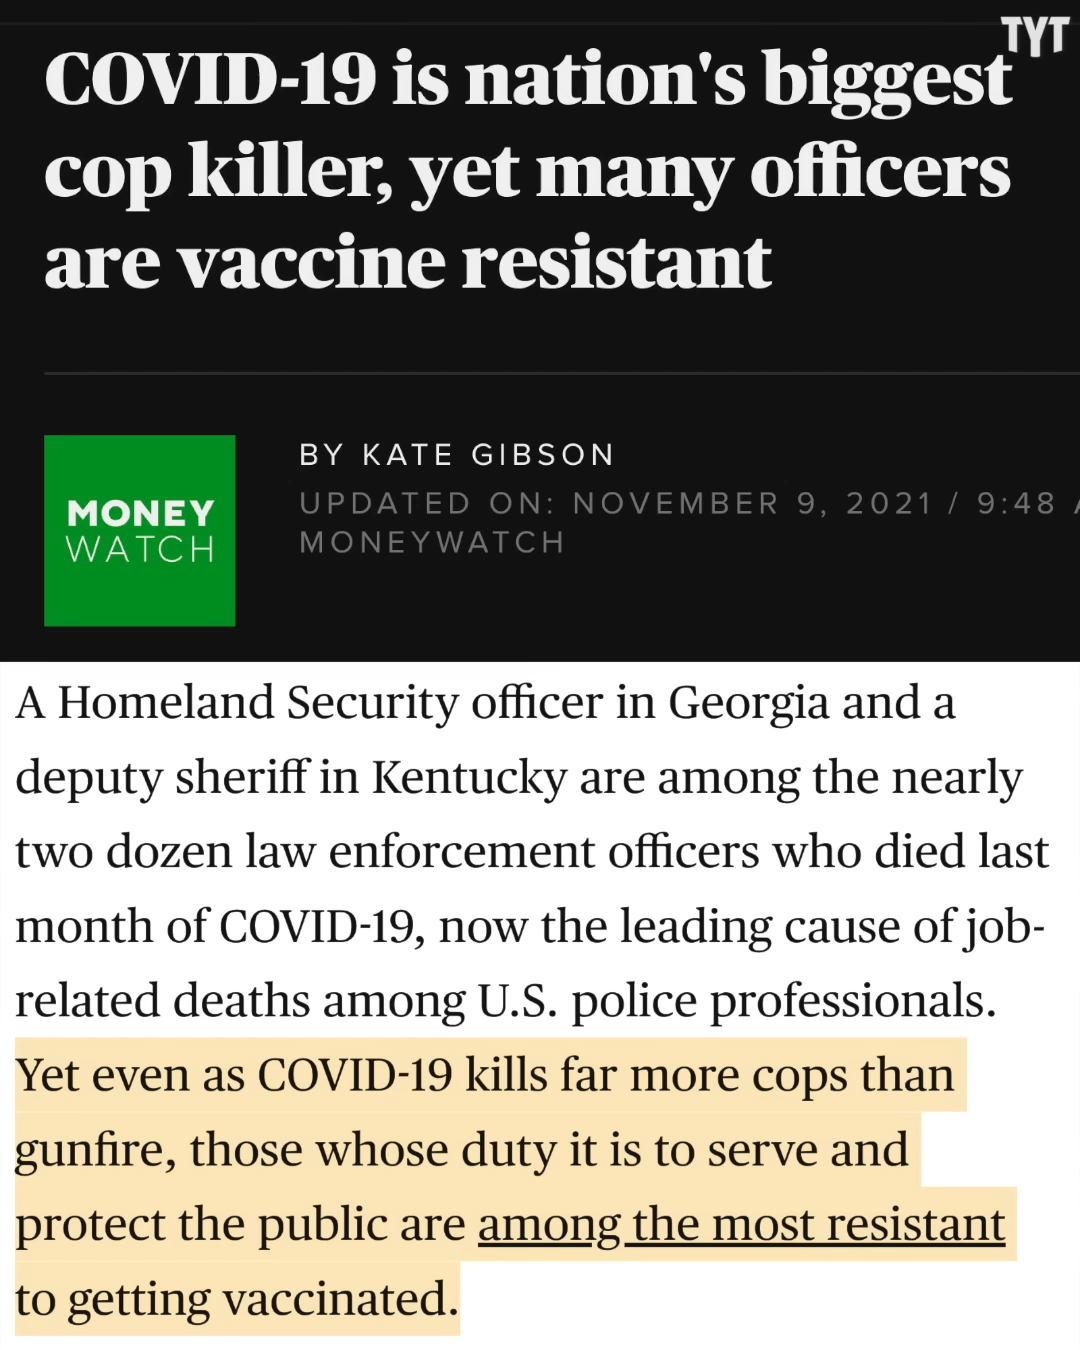 TYT
COVID-19 is nation's biggest
cop killer, yet many officers
are vaccine resistant
MONEY
WATCH
BY KATE GIBSON
UPDATED ON: NOVEMBER 9, 2021 / 9:48
MONEYWATCH
A Homeland Security officer in Georgia and a
deputy sheriff in Kentucky are among the nearly
two dozen law enforcement officers who died last
month of COVID-19, now the leading cause of job-
related deaths among U.S. police professionals.
Yet even as COVID-19 kills far more cops than
gunfire, those whose duty it is to serve and
protect the public are among the most resistant
to getting vaccinated.